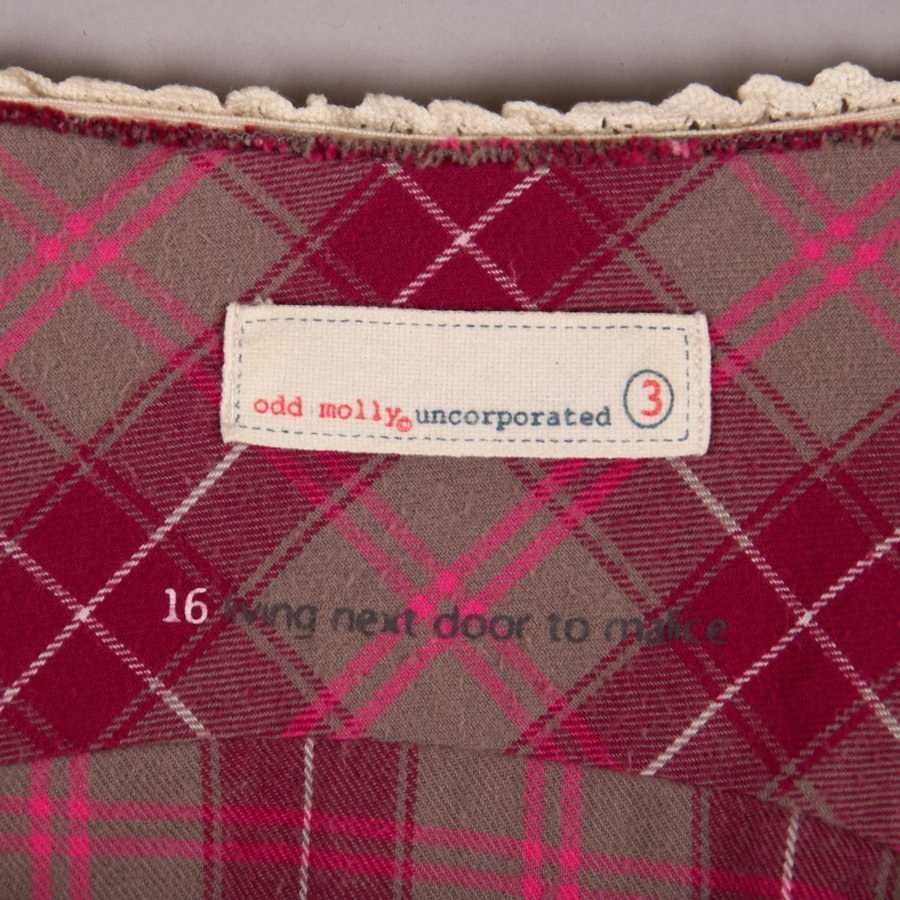 odd molly© uncorporated 3
16 living next door to malice